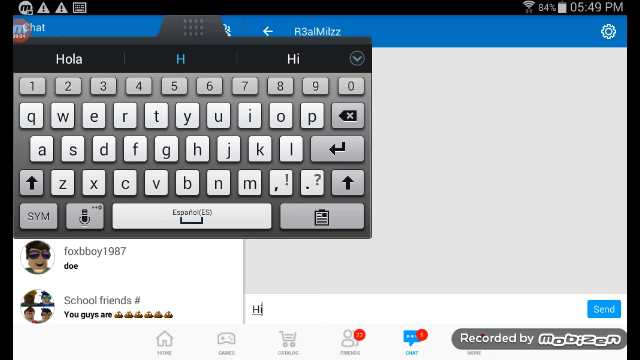 84% 05:49 PM
Chat
R3alMilzz
Hola H Hi
1 2 3 4 5 6 7 8 9 0
q w e r t y u i o p
a s d f g h j k l
z x c v b n m , ! . ?
SYM Español(ES)
foxbboy1987
doe
School friends #
You guys are 💩💩💩💩💩💩
Hi
Send
22
1
HOME GAMES CATALOG FRIENDS CHAT MORE
Recorded by MOBIZEN